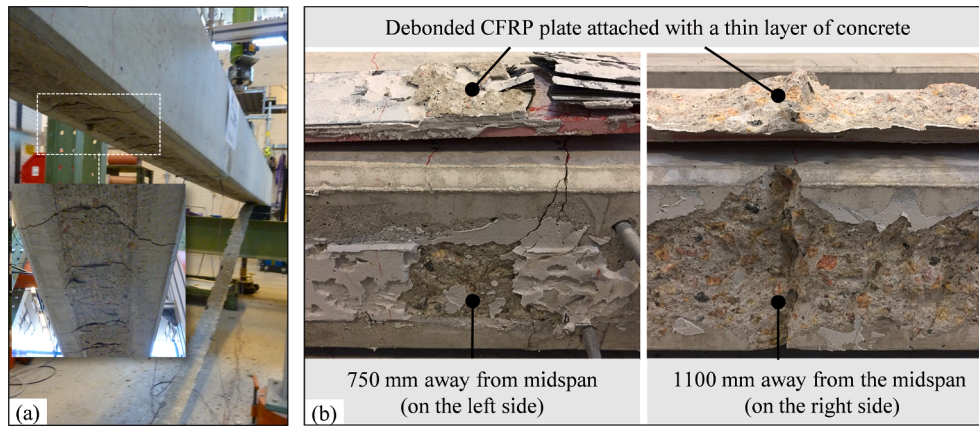 Debonded CFRP plate attached with a thin layer of concrete
750 mm away from midspan
(on the left side)
1100 mm away from the midspan
(on the right side)
(a)
(b)